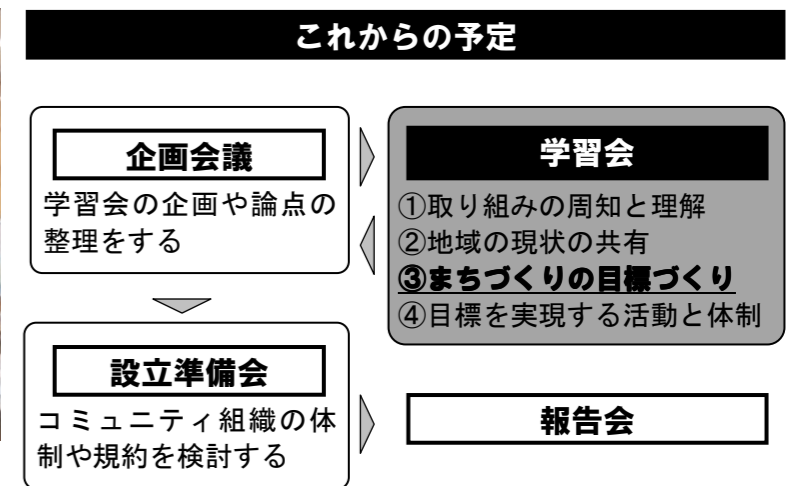 これからの予定
企画会議
学習会の企画や論点の
整理をする
学習会
①取り組みの周知と理解
②地域の現状の共有
③まちづくりの目標づくり
④目標を実現する活動と体制
設立準備会
コミュニティ組織の体
制や規約を検討する
報告会